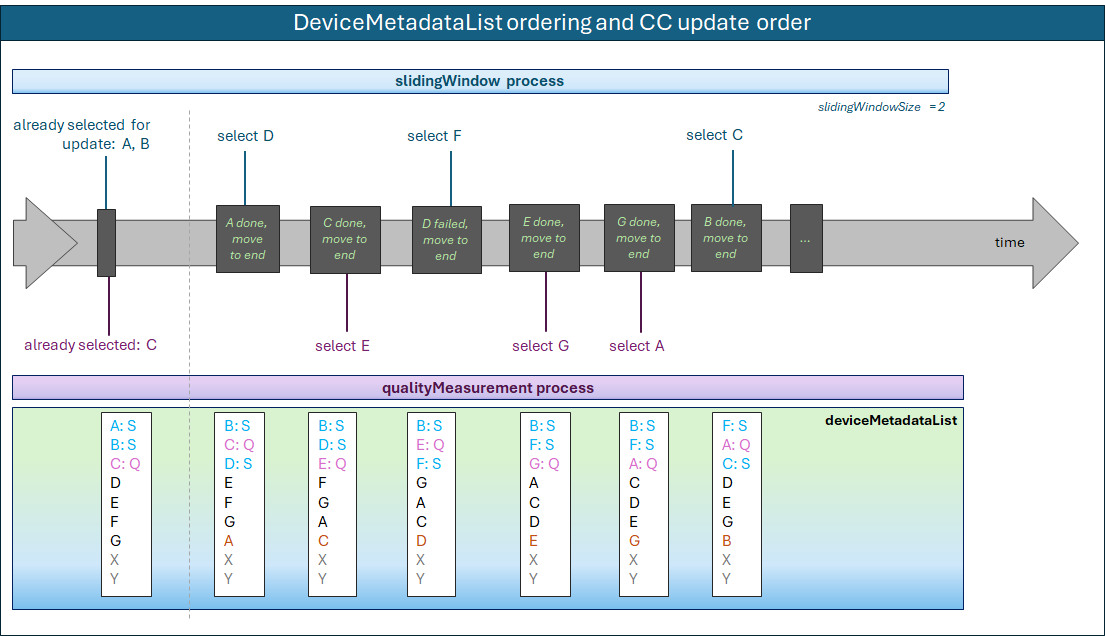 DeviceMetadataList ordering and CC update order
slidingWindow process
slidingWindowSize = 2
already selected for
update: A, B
select D
select F
select C
A done,
move
to end
C done,
move to
end
D failed,
move to
end
E done,
move to
end
G done,
move to
end
B done,
move to
end
...
time
already selected: C
select E
select G
select A
qualityMeasurement process
deviceMetadataList
A: S
B: S
C: Q
D
E
F
G
X
Y
B: S
C: Q
D: S
E
F
G
A
X
Y
B: S
D: S
E: Q
F
G
A
C
X
Y
B: S
E: Q
F: S
G
A
C
D
X
Y
B: S
F: S
G: Q
A
C
D
E
X
Y
B: S
F: S
A: Q
C
D
E
G
X
Y
F: S
A: Q
C: S
D
E
G
B
X
Y